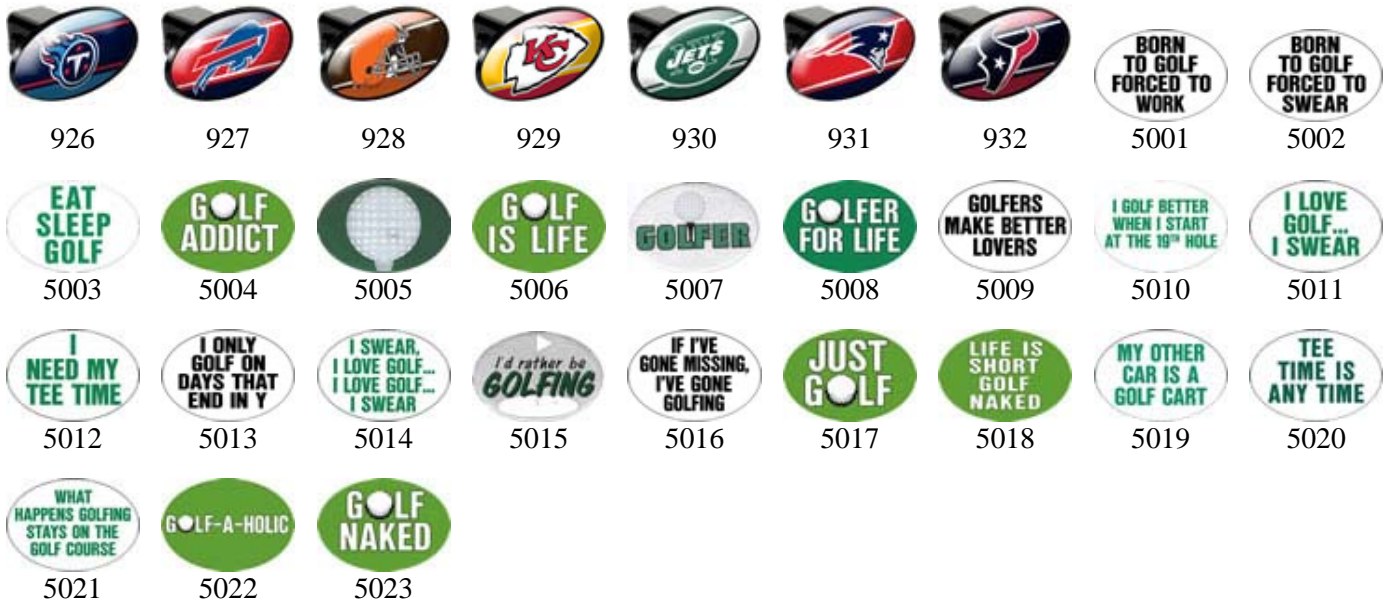 T
KC
JETS
BORN
TO GOLF
FORCED TO
WORK
BORN
TO GOLF
FORCED TO
SWEAR
926 927 928 929 930 931 932 5001 5002
EAT
SLEEP
GOLF
GOLF
ADDICT
GOLF
IS LIFE
GOLFER
GOLFER
FOR LIFE
GOLFERS
MAKE BETTER
LOVERS
I GOLF BETTER
WHEN I START
AT THE 19TH HOLE
I LOVE
GOLF...
I SWEAR
5003 5004 5005 5006 5007 5008 5009 5010 5011
I
NEED MY
TEE TIME
I ONLY
GOLF ON
DAYS THAT
END IN Y
I SWEAR,
I LOVE GOLF...
I LOVE GOLF...
I SWEAR
I'd rather be
GOLFING
IF I'VE
GONE MISSING,
I'VE GONE
GOLFING
JUST
GOLF
LIFE IS
SHORT
GOLF
NAKED
MY OTHER
CAR IS A
GOLF CART
TEE
TIME IS
ANY TIME
5012 5013 5014 5015 5016 5017 5018 5019 5020
WHAT
HAPPENS GOLFING
STAYS ON THE
GOLF COURSE
GOLF-A-HOLIC
GOLF
NAKED
5021 5022 5023